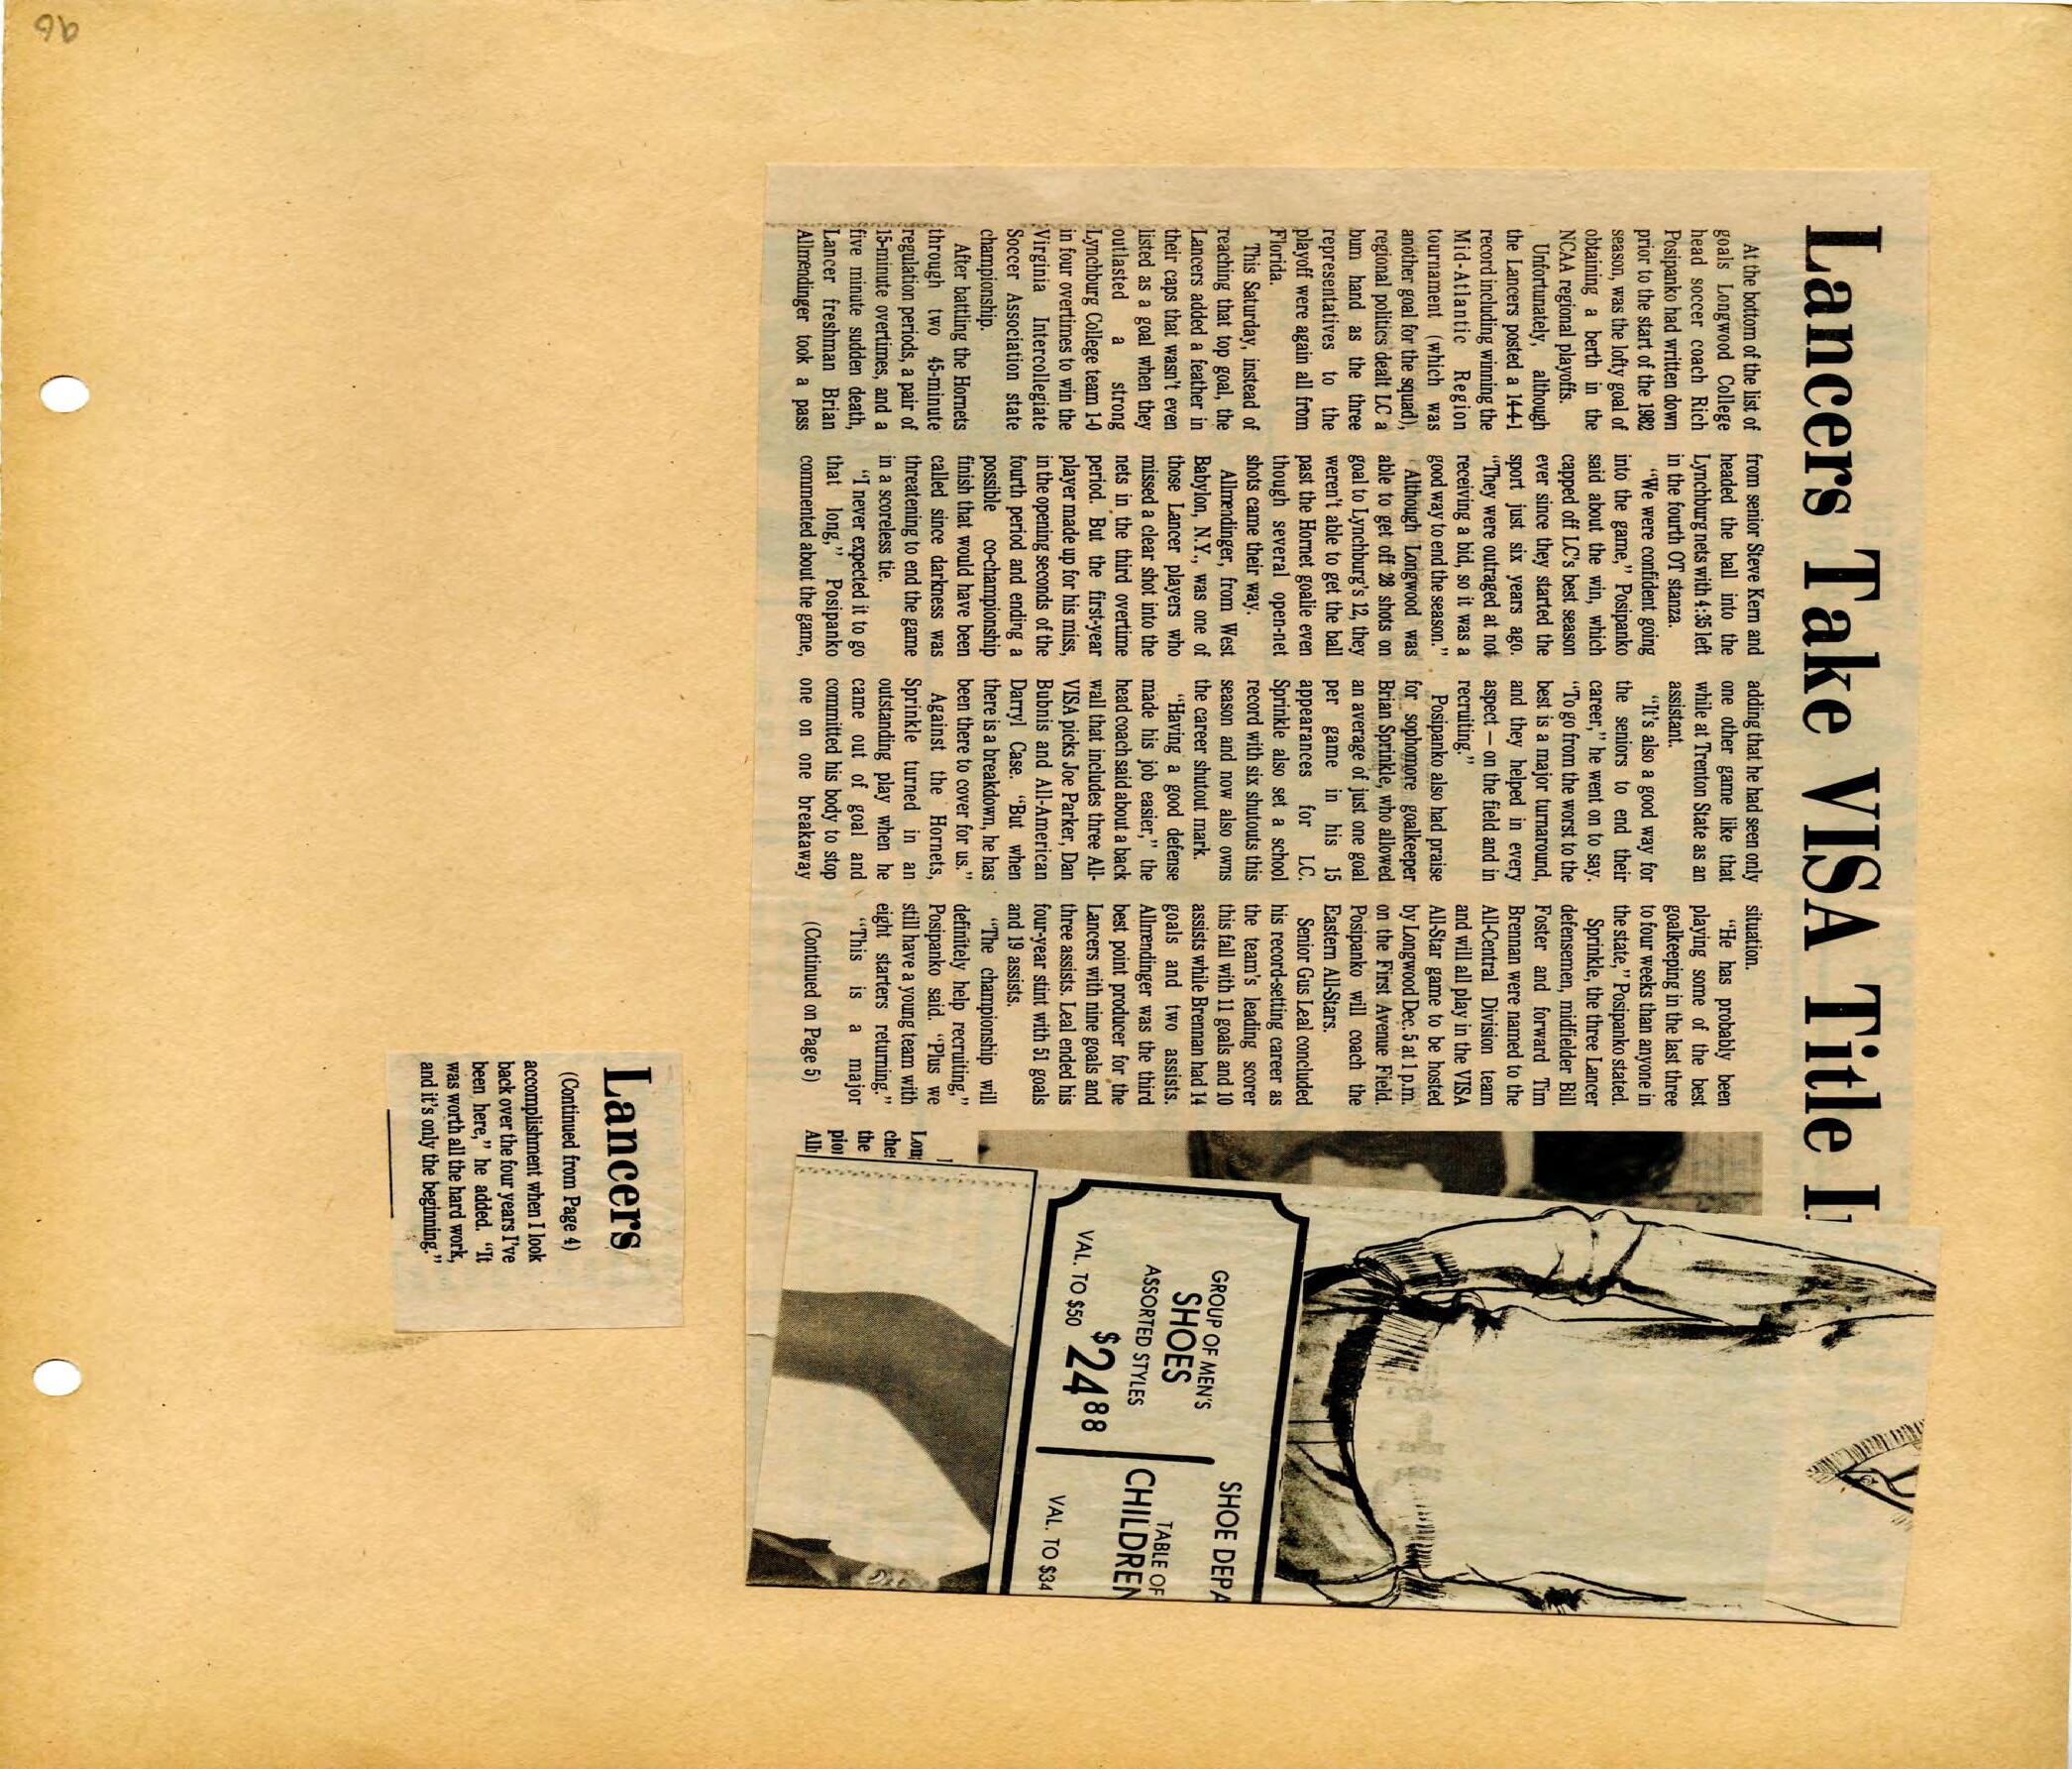 96
Lancers Take VISA Title I
At the bottom of the list of
goals Longwood College
head soccer coach Rich
Posipanko had written down
prior to the start of the 1982
season, was the lofty goal of
obtaining a berth in the
NCAA regional playoffs.
Unfortunately, although
the Lancers posted a 14-4-1
record including winning the
Mid-Atlantic Region
tournament (which was
another goal for the squad),
regional politics dealt LC a
bum hand as the three
representatives to the
playoff were again all from
Florida.
This Saturday, instead of
reaching that top goal, the
Lancers added a feather in
their caps that wasn't even
listed as a goal when they
outlasted a strong
Lynchburg College team 1-0
in four overtimes to win the
Virginia Intercollegiate
Soccer Association state
championship.
After battling the Hornets
through two 45-minute
regulation periods, a pair of
15-minute overtimes, and a
five minute sudden death,
Lancer freshman Brian
Allmendinger took a pass
from senior Steve Kern and
headed the ball into the
Lynchburg nets with 4:35 left
in the fourth OT stanza.
"We were confident going
into the game," Posipanko
said about the win, which
capped off LC's best season
ever since they started the
sport just six years ago.
"They were outraged at not
receiving a bid, so it was a
good way to end the season."
Although Longwood was
able to get off 28 shots on
goal to Lynchburg's 12, they
weren't able to get the ball
past the Hornet goalie even
though several open-net
shots came their way.
Allmendinger, from West
Babylon, N.Y., was one of
those Lancer players who
missed a clear shot into the
nets in the third overtime
period. But the first-year
player made up for his miss,
in the opening seconds of the
fourth period and ending a
possible co-championship
finish that would have been
called since darkness was
threatening to end the game
in a scoreless tie.
"I never expected it to go
that long," Posipanko
commented about the game,
adding that he had seen only
one other game like that
while at Trenton State as an
assistant.
"It's also a good way for
the seniors to end their
career," he went on to say.
"To go from the worst to the
best is a major turnaround,
and they helped in every
aspect — on the field and in
recruiting."
Posipanko also had praise
for sophomore goalkeeper
Brian Sprinkle, who allowed
an average of just one goal
per game in his 15
appearances for LC.
Sprinkle also set a school
record with six shutouts this
season and now also owns
the career shutout mark.
"Having a good defense
made his job easier," the
head coach said about a back
wall that includes three All-
VISA picks Joe Parker, Dan
Bubnis and All-American
Darryl Case. "But when
there is a breakdown, he has
been there to cover for us."
Against the Hornets,
Sprinkle turned in an
outstanding play when he
came out of goal and
committed his body to stop
one on one breakaway
situation.
"He has probably been
playing some of the best
goalkeeping in the last three
to four weeks than anyone in
the state," Posipanko stated.
Sprinkle, the three Lancer
defensemen, midfielder Bill
Foster and forward Tim
Brennan were named to the
All-Central Division team
and will all play in the VISA
All-Star game to be hosted
by Longwood Dec. 5 at 1 p.m.
on the First Avenue Field.
Posipanko will coach the
Eastern All-Stars.
Senior Gus Leal concluded
his record-setting career as
the team's leading scorer
this fall with 11 goals and 10
assists while Brennan had 14
goals and two assists.
Allmendinger was the third
best point producer for the
Lancers with nine goals and
three assists. Leal ended his
four-year stint with 51 goals
and 19 assists.
"The championship will
definitely help recruiting,"
Posipanko said. "Plus we
still have a young team with
eight starters returning."
"This is a major
(Continued on Page 5)
Lon
che
the
pion
All
GROUP OF MEN'S
SHOES
ASSORTED STYLES
VAL. TO $50 $24.88
SHOE DEPA
TABLE OF
CHILDREN
VAL. TO $34
Lancers
(Continued from Page 4)
accomplishment when I look
back over the four years I've
been here," he added. "It
was worth all the hard work,
and it's only the beginning."